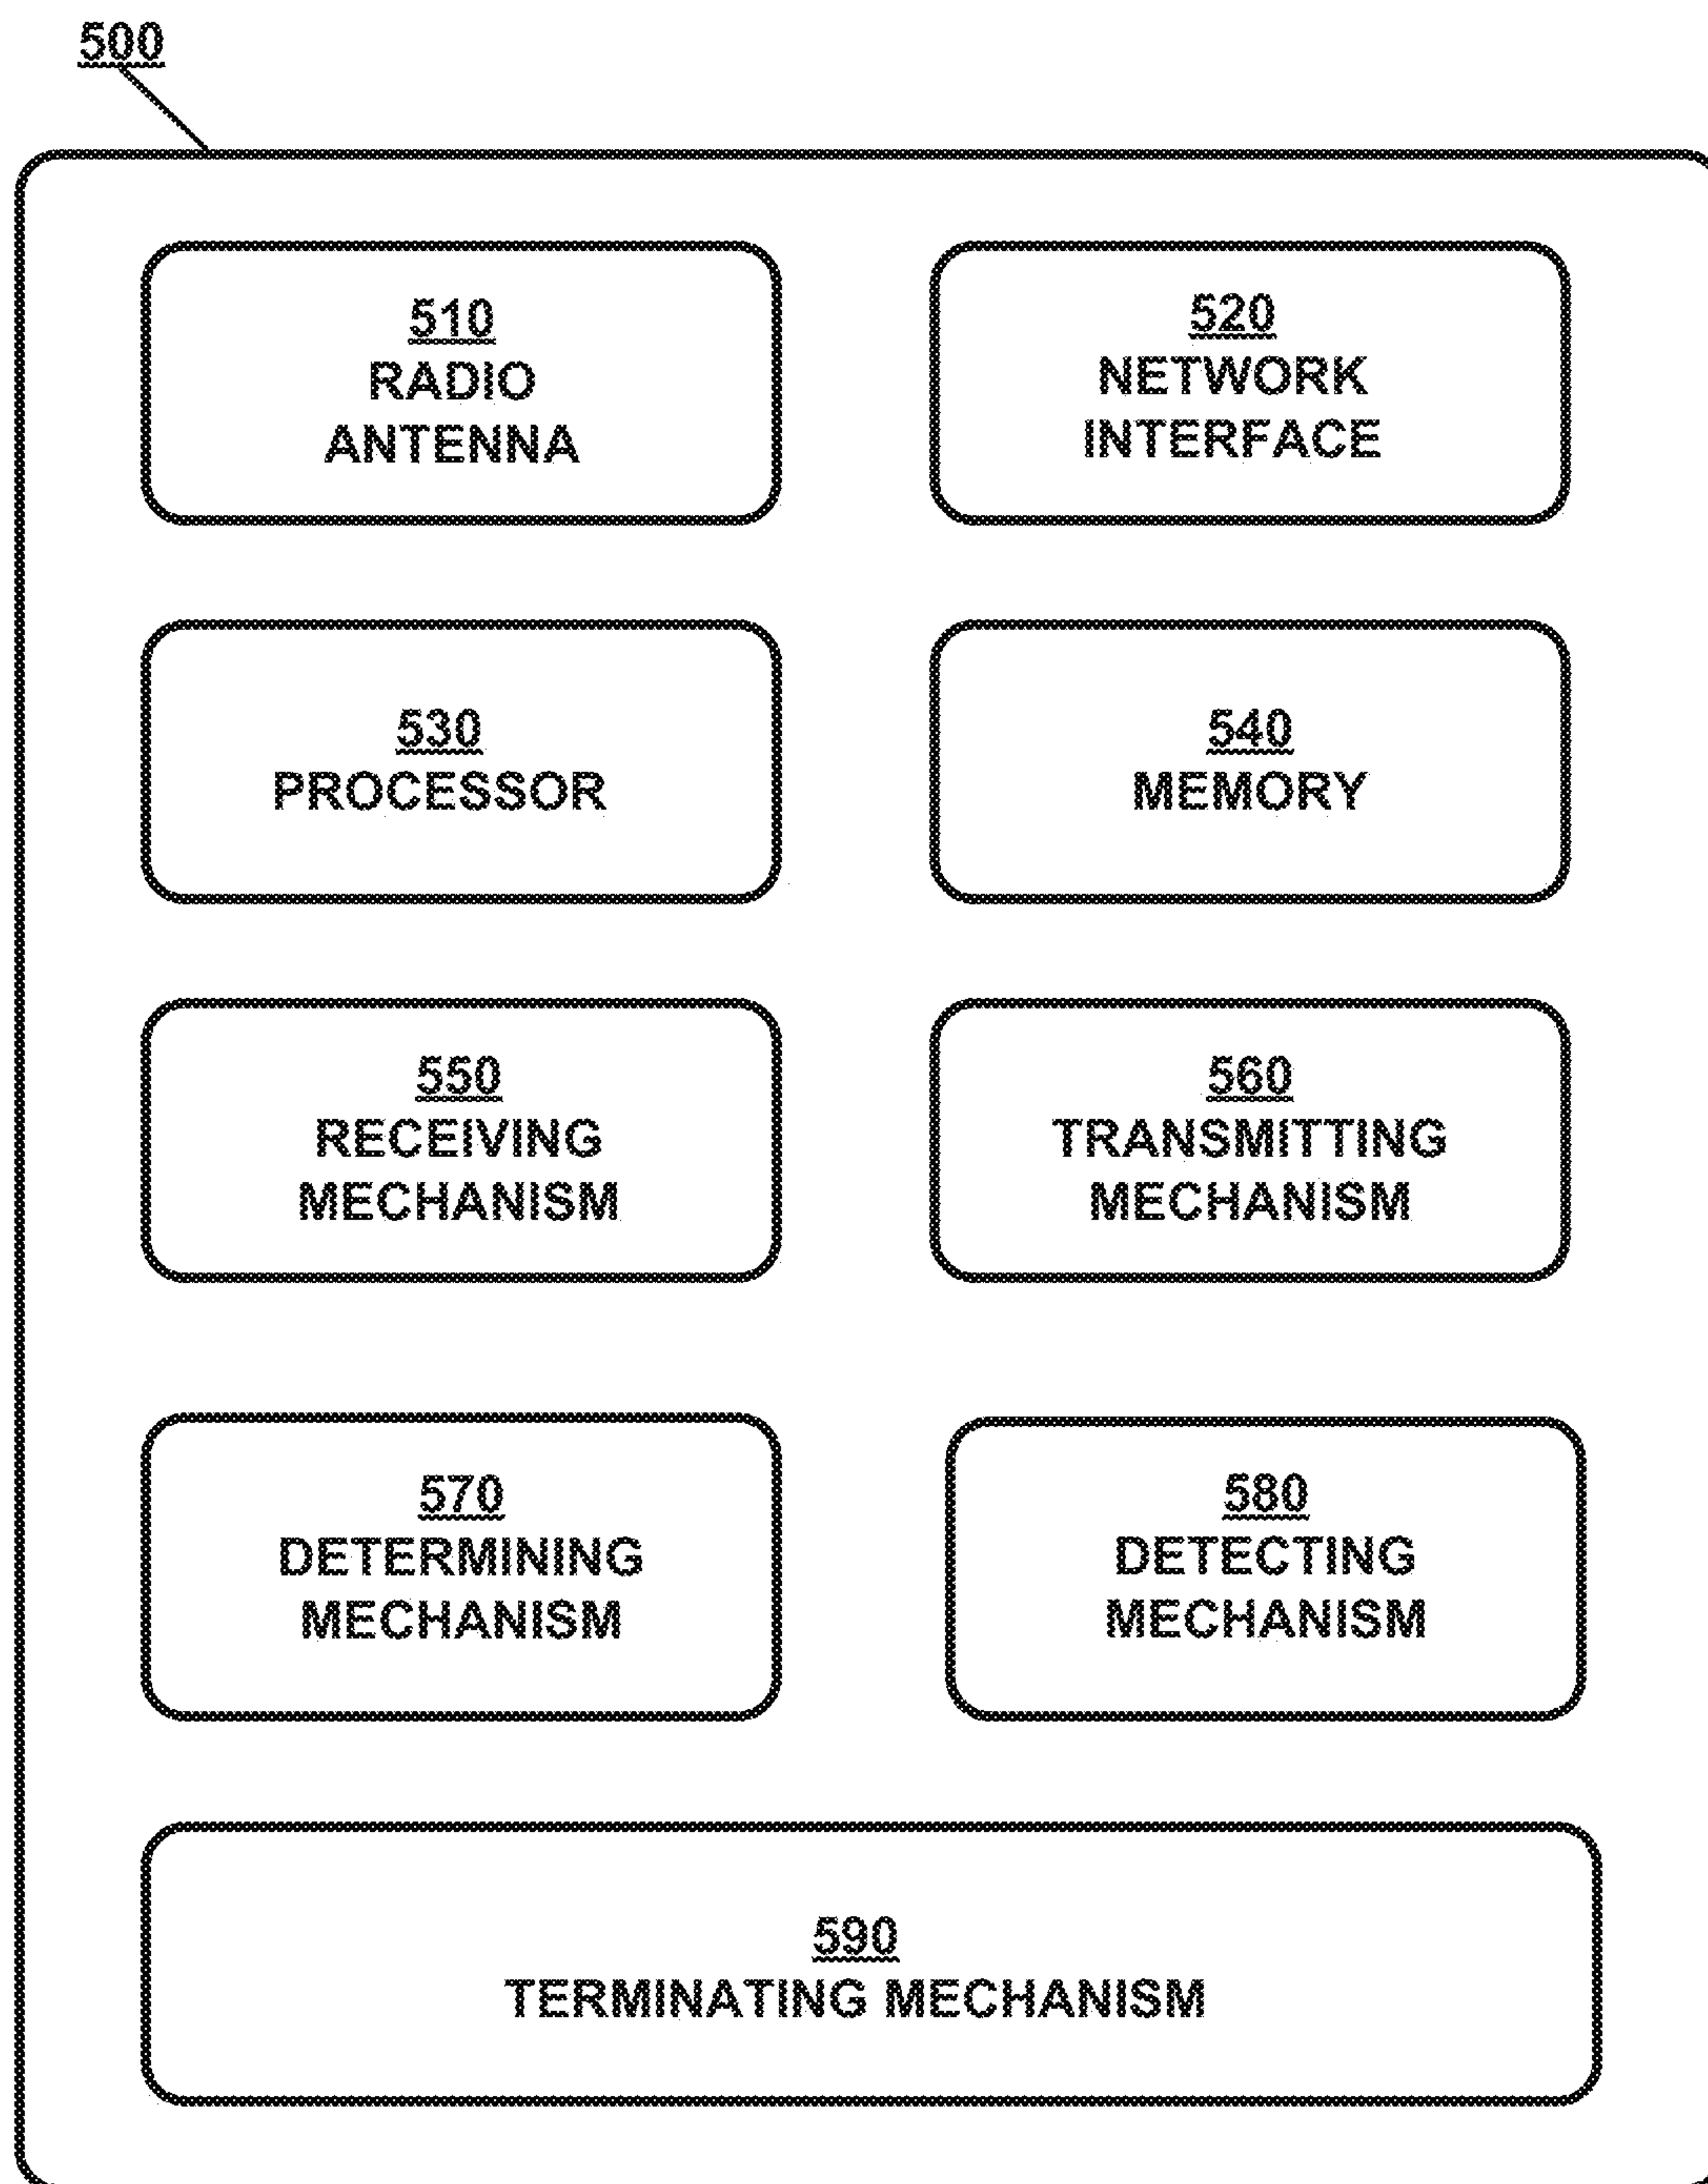 500
510
RADIO
ANTENNA
520
NETWORK
INTERFACE
530
PROCESSOR
540
MEMORY
550
RECEIVING
MECHANISM
560
TRANSMITTING
MECHANISM
570
DETERMINING
MECHANISM
580
DETECTING
MECHANISM
590
TERMINATING MECHANISM